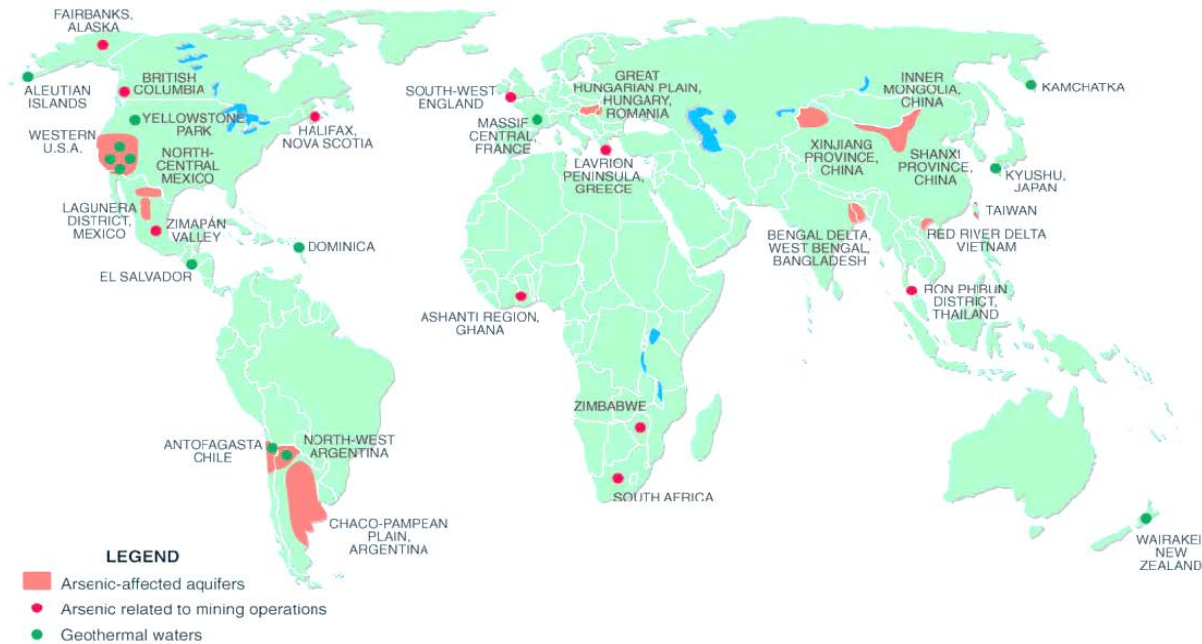 FAIRBANKS,
ALASKA
ALEUTIAN
ISLANDS
BRITISH
COLUMBIA
YELLOWSTONE
PARK
WESTERN
U.S.A.
HALIFAX,
NOVA SCOTIA
NORTH-
CENTRAL
MEXICO
LAGUNERA
DISTRICT,
MEXICO
ZIMAPÁN
VALLEY
DOMINICA
EL SALVADOR
ANTOFAGASTA
CHILE
NORTH-WEST
ARGENTINA
CHACO-PAMPEAN
PLAIN,
ARGENTINA
SOUTH-WEST
ENGLAND
MASSIF
CENTRAL,
FRANCE
GREAT
HUNGARIAN PLAIN,
HUNGARY,
ROMANIA
LAVRION
PENINSULA,
GREECE
ASHANTI REGION,
GHANA
ZIMBABWE
SOUTH AFRICA
INNER
MONGOLIA,
CHINA
XINJIANG
PROVINCE,
CHINA
SHANXI
PROVINCE,
CHINA
KAMCHATKA
KYUSHU,
JAPAN
TAIWAN
BENGAL DELTA,
WEST BENGAL,
BANGLADESH
RED RIVER DELTA
VIETNAM
RON PHIBUN
DISTRICT,
THAILAND
WAIRAKEI
NEW
ZEALAND
LEGEND
Arsenic-affected aquifers
Arsenic related to mining operations
Geothermal waters